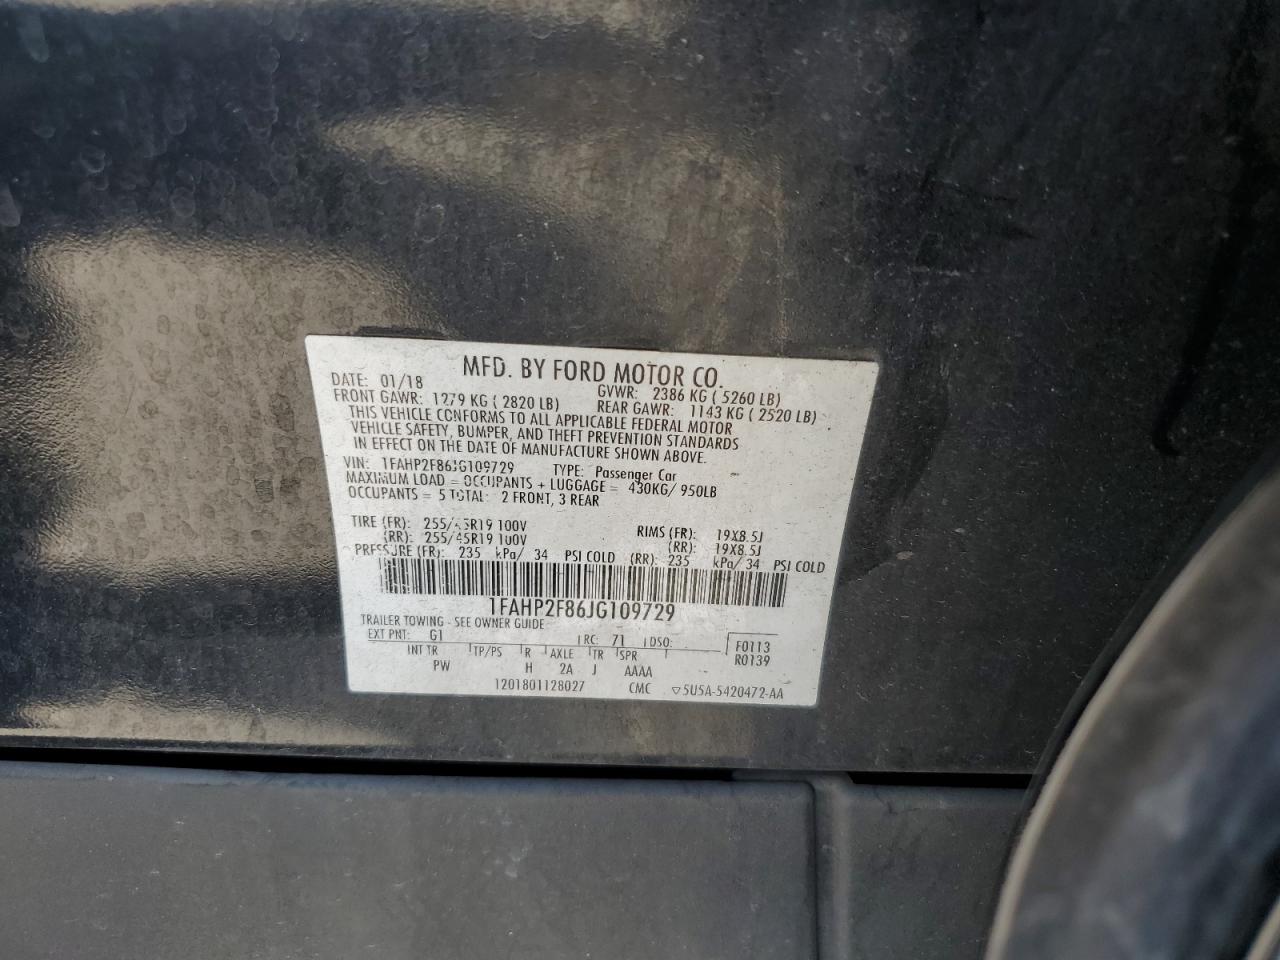 MFD. BY FORD MOTOR CO.
DATE: 01/18 GVWR: 2386 KG ( 5260 LB)
FRONT GAWR: 1279 KG ( 2820 LB) REAR GAWR: 1143 KG ( 2520 LB)
THIS VEHICLE CONFORMS TO ALL APPLICABLE FEDERAL MOTOR
VEHICLE SAFETY, BUMPER, AND THEFT PREVENTION STANDARDS
IN EFFECT ON THE DATE OF MANUFACTURE SHOWN ABOVE.
VIN: 1FAHP2F86JG109729 TYPE: Passenger Car
MAXIMUM LOAD = OCCUPANTS + LUGGAGE = 430KG/ 950LB
OCCUPANTS = 5 TOTAL: 2 FRONT, 3 REAR
TIRE (FR): 255/45R19 100V RIMS (FR): 19X8.5J
(RR): 255/45R19 100V (RR): 19X8.5J
PRESSURE (FR): 235 kPa/ 34 PSI COLD (RR): 235 kPa/ 34 PSI COLD
1FAHP2F86JG109729
TRAILER TOWING - SEE OWNER GUIDE
EXT PNT: G1 RC: 71 DSO: F0113
INT TR TP/PS R AXLE TR SPR R0139
PW H 2A J AAAA
1201801128027 CMC ▽5U5A-5420472-AA